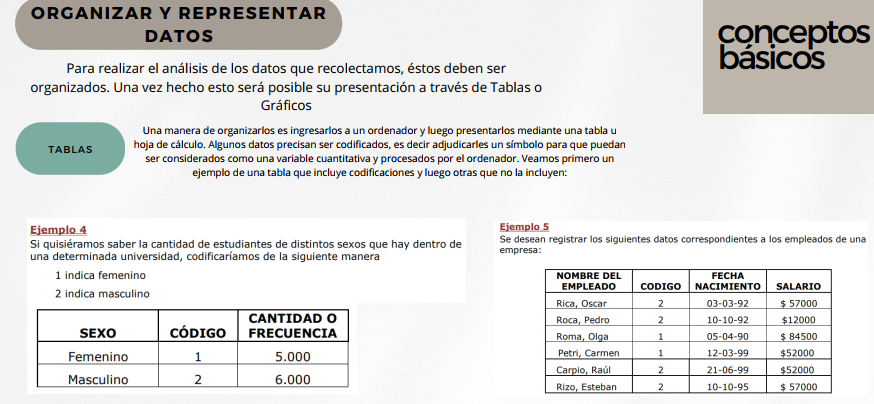 ORGANIZAR Y REPRESENTAR
DATOS
conceptos
básicos
Para realizar el análisis de los datos que recolectamos, éstos deben ser
organizados. Una vez hecho esto será posible su presentación a través de Tablas o
Gráficos
TABLAS
Una manera de organizarlos es ingresarlos a un ordenador y luego presentarlos mediante una tabla u
hoja de cálculo. Algunos datos precisan ser codificados, es decir adjudicarles un símbolo para que puedan
ser considerados como una variable cuantitativa y procesados por el ordenador. Veamos primero un
ejemplo de una tabla que incluye codificaciones y luego otras que no la incluyen:
Ejemplo 4
Si quisiéramos saber la cantidad de estudiantes de distintos sexos que hay dentro de
una determinada universidad, codificaríamos de la siguiente manera
1 indica femenino
2 indica masculino
SEXO CÓDIGO CANTIDAD O FRECUENCIA
Femenino 1 5.000
Masculino 2 6.000
Ejemplo 5
Se desean registrar los siguientes datos correspondientes a los empleados de una
empresa:
NOMBRE DEL EMPLEADO CODIGO FECHA NACIMIENTO SALARIO
Rica, Oscar 2 03-03-92 $ 57000
Roca, Pedro 2 10-10-92 $12000
Roma, Olga 1 05-04-90 $ 84500
Petri, Carmen 1 12-03-99 $52000
Carpio, Raúl 2 21-06-99 $52000
Rizo, Esteban 2 10-10-95 $ 57000